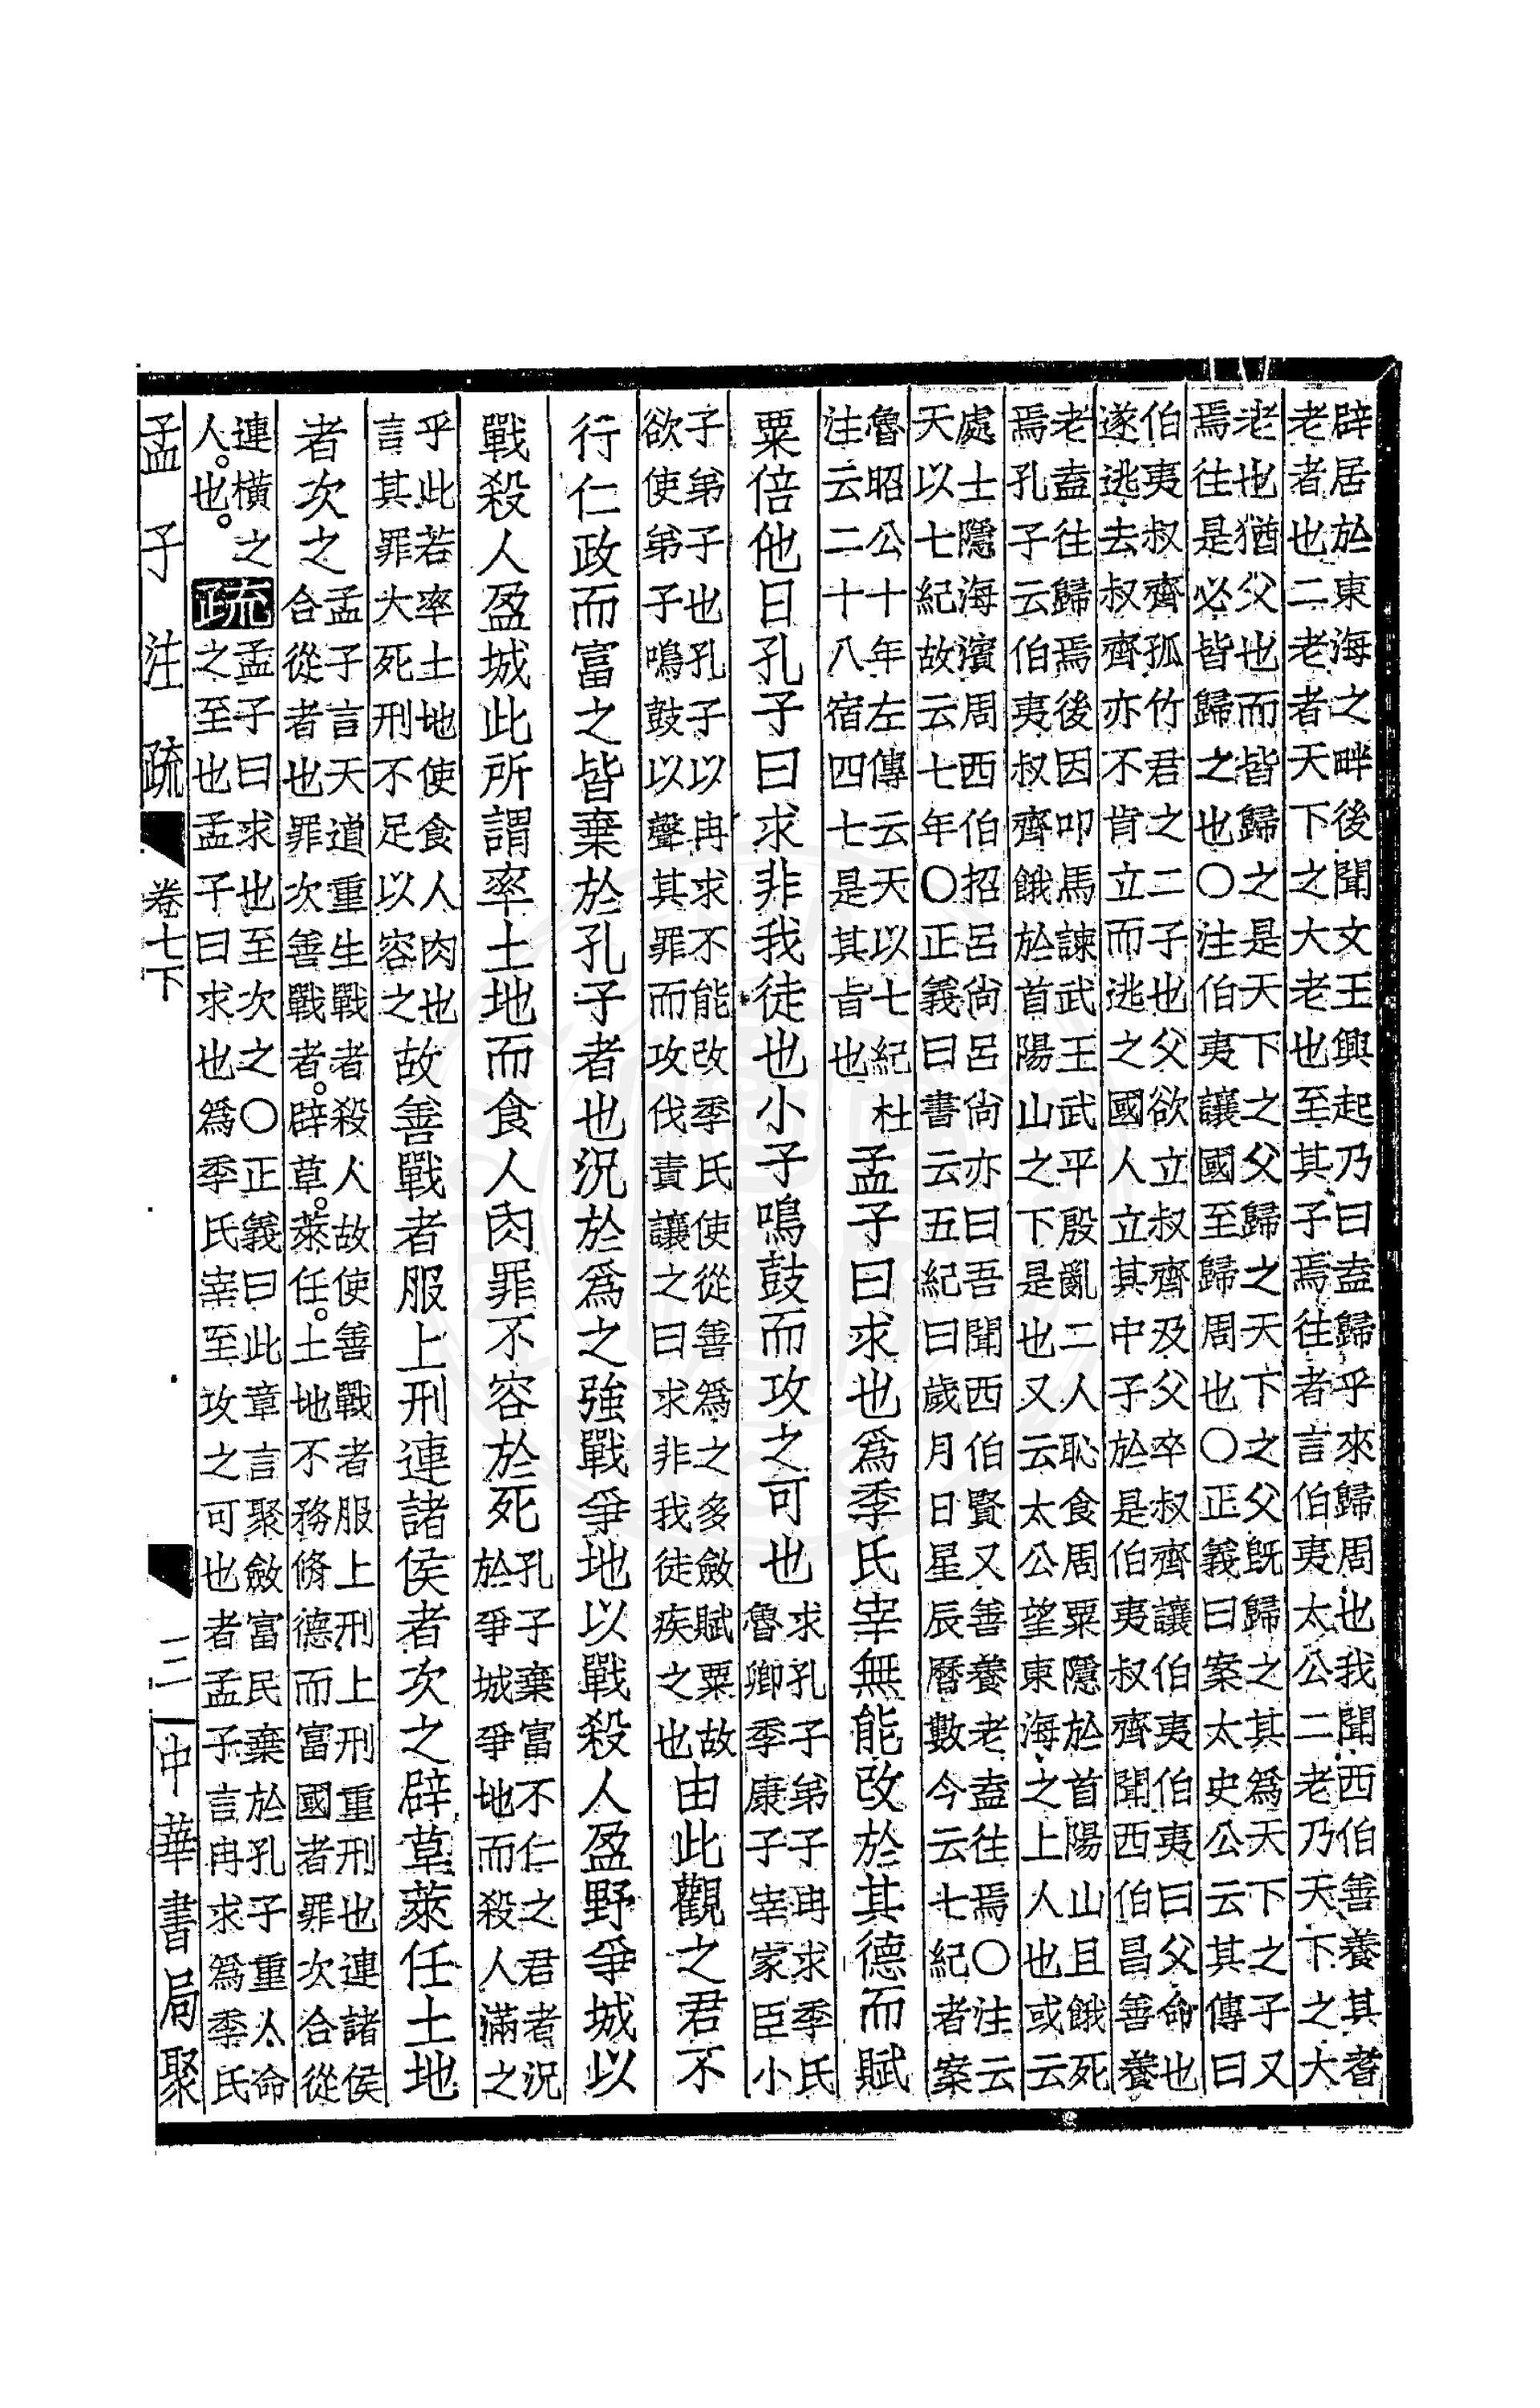 辟居於東海之畔後聞文王興起乃曰盍歸乎來歸周也我聞西伯善養其耆
老者也二老者天下之大老也至其子焉往者言伯夷太公二老乃天下之大
老也猶父也而皆歸之是天下之父歸之天下之父旣歸之其爲天下之子又
焉往是必皆歸之也○注伯夷讓國至歸周也○正義曰案太史公云其傳曰
伯夷叔齊孤竹君之二子也父欲立叔齊及父卒叔齊讓伯夷伯夷曰父命也
遂逃去叔齊亦不肯立而逃之國人立其中子於是伯夷叔齊聞西伯昌善養
老盍往歸焉後因叩馬諫武王武平殷亂二人恥食周粟隱於首陽山且餓死
焉孔子云伯夷叔齊餓於首陽山之下是也又云太公望東海之上人也或云
處士隱海濱周西伯招呂尚呂尚亦曰吾聞西伯賢又善養老盍往焉○注云
天以七紀故云七年○正義曰書云五紀曰歲月日星辰曆數今云七紀者案
魯昭公十年左傳云天以七紀杜
注云二十八宿四七是其旨也
孟子曰求也爲季氏宰無能改於其德而賦
粟倍他日孔子曰求非我徒也小子鳴鼓而攻之可也
求孔子弟子冉求季氏
魯卿季康子宰家臣小
子弟子也孔子以冉求不能改季氏使從善爲之多斂賦粟故
欲使弟子鳴鼓以聲其罪而攻伐責讓之曰求非我徒疾之也
由此觀之君不
行仁政而富之皆棄於孔子者也況於爲之強戰爭地以戰殺人盈野爭城以
戰殺人盈城此所謂率土地而食人肉罪不容於死
孔子棄富不仁之君者況
於爭城爭地而殺人滿之
乎此若率土地使食人肉也
言其罪大死刑不足以容之
故善戰者服上刑連諸侯者次之辟草萊任土地
者次之
孟子言天道重生戰者殺人故使善戰者服上刑上刑重刑也連諸侯
合從者也罪次善戰者。辟草。萊任。土地不務脩德而富國者罪次合從
連橫之
人。也。
疏
孟子曰求也至次之○正義曰此章言聚斂富民棄於孔子重人命
之至也孟子曰求也爲季氏宰至攻之可也者孟子言冉求爲季氏
孟子注疏 卷七下 三 中華書局聚